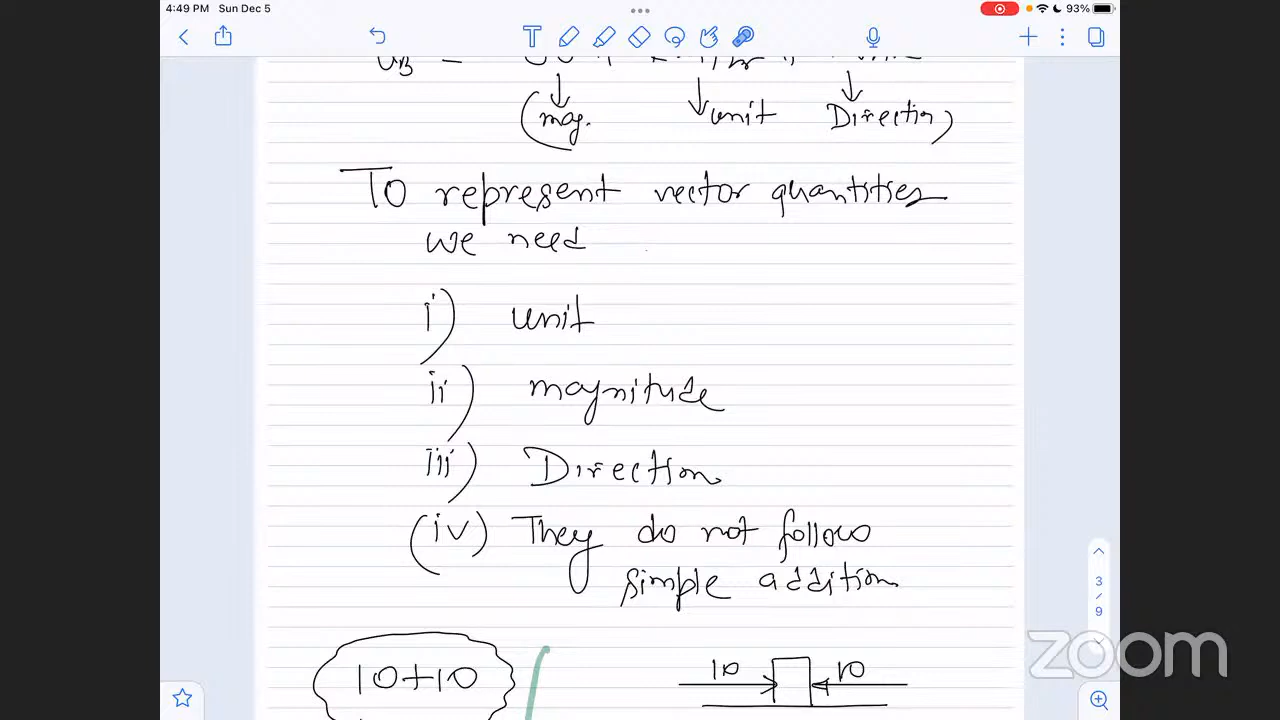 4:49 PM Sun Dec 5
93%
(mag. unit Direction)
To represent vector quantities
we need
i) unit
ii) magnitude
iii) Direction
(iv) They do not follow
simple addition
3
/
9
10+10
10 10
zoom